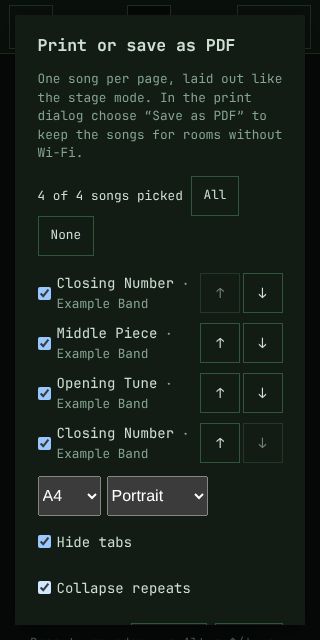 Print or save as PDF
One song per page, laid out like
the stage mode. In the print
dialog choose “Save as PDF” to
keep the songs for rooms without
Wi-Fi.
4 of 4 songs picked All
None
Closing Number · ↑ ↓
Example Band
Middle Piece · ↑ ↓
Example Band
Opening Tune · ↑ ↓
Example Band
Closing Number · ↑ ↓
Example Band
A4 Portrait
Hide tabs
Collapse repeats